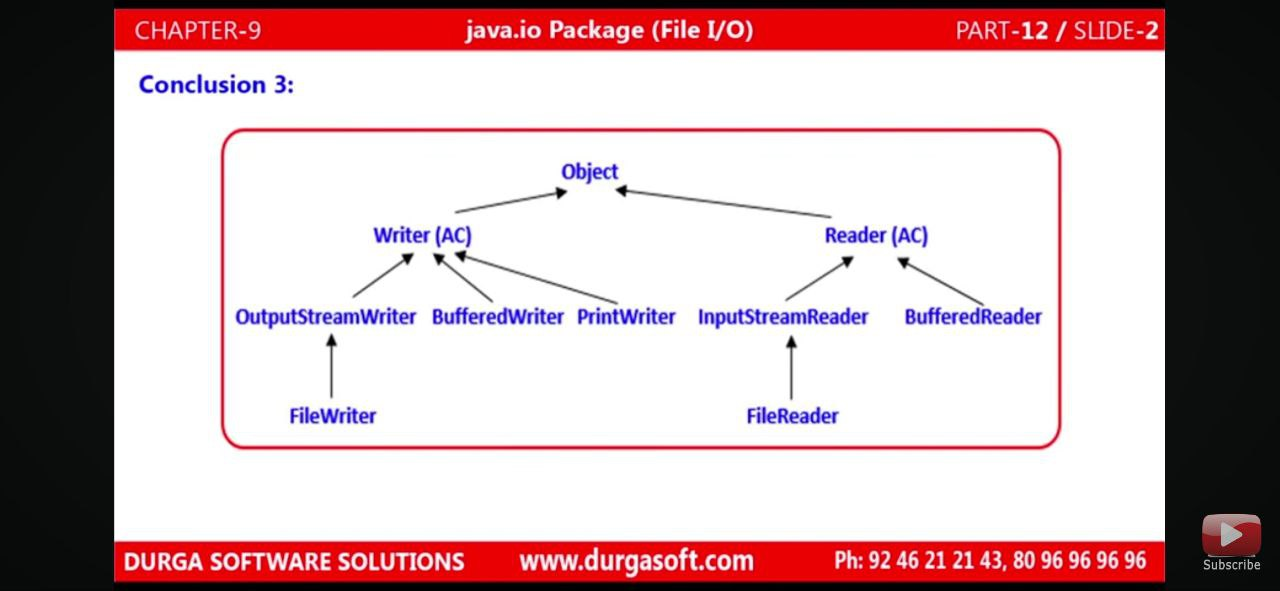 CHAPTER-9 java.io Package (File I/O) PART-12 / SLIDE-2
Conclusion 3:
Object
Writer (AC) Reader (AC)
OutputStreamWriter BufferedWriter PrintWriter InputStreamReader BufferedReader
FileWriter FileReader
DURGA SOFTWARE SOLUTIONS www.durgasoft.com Ph: 92 46 21 21 43, 80 96 96 96 96
Subscribe